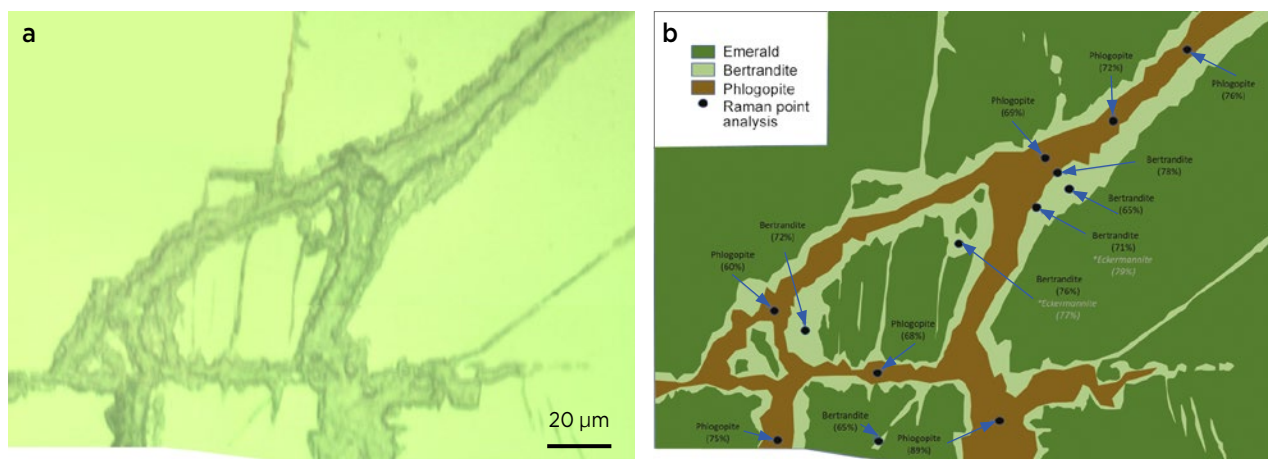 a
20 µm
b
Emerald
Bertrandite
Phlogopite
Raman point
analysis
Phlogopite
(72%)
Phlogopite
(76%)
Phlogopite
(69%)
Bertrandite
(78%)
Bertrandite
(65%)
Bertrandite
(71%)
*Eckermannite
(79%)
Bertrandite
(72%)
Phlogopite
(60%)
Bertrandite
(76%)
*Eckermannite
(77%)
Phlogopite
(68%)
Phlogopite
(75%)
Bertrandite
(65%)
Phlogopite
(89%)